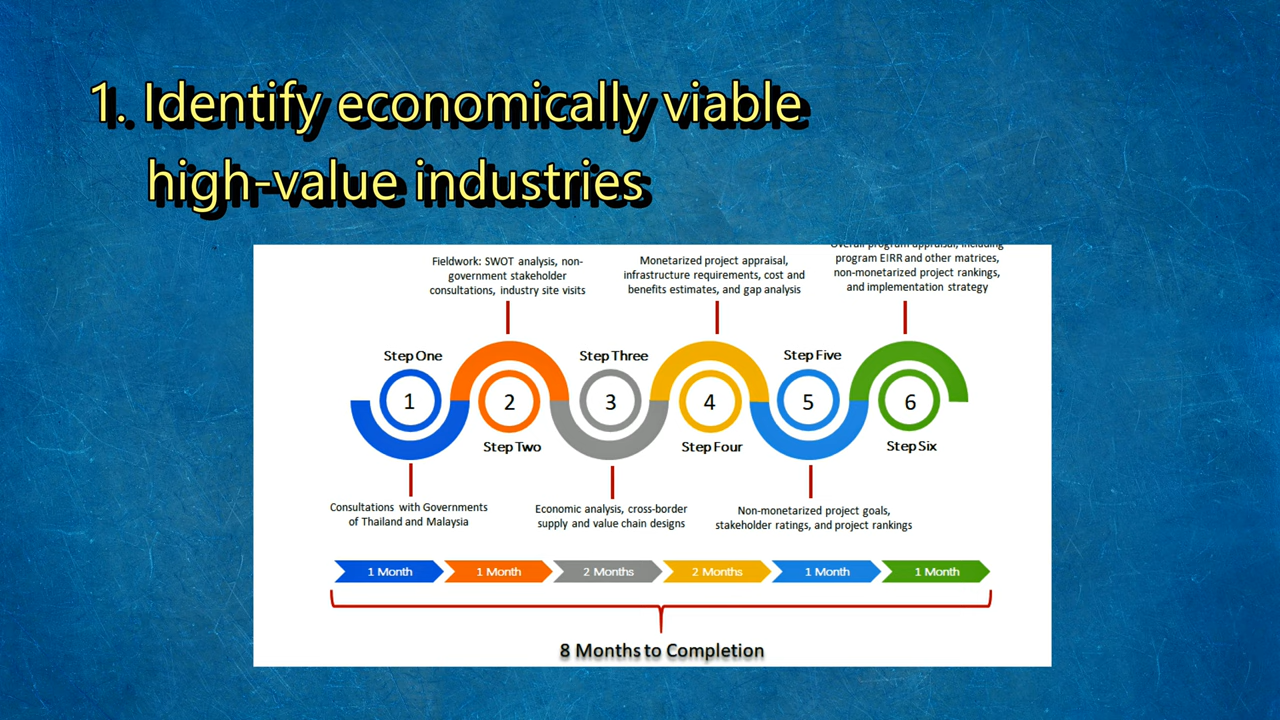 1. Identify economically viable
high-value industries
Fieldwork: SWOT analysis, non-
government stakeholder
consultations, industry site visits
Monetarized project appraisal,
infrastructure requirements, cost and
benefits estimates, and gap analysis
Overall program appraisal, including
program EIRR and other matrices,
non-monetarized project rankings,
and implementation strategy
Step One
Step Three
Step Five
1
2
3
4
5
6
Step Two
Step Four
Step Six
Consultations with Governments
of Thailand and Malaysia
Economic analysis, cross-border
supply and value chain designs
Non-monetarized project goals,
stakeholder ratings, and project rankings
1 Month
1 Month
2 Months
2 Months
1 Month
1 Month
8 Months to Completion